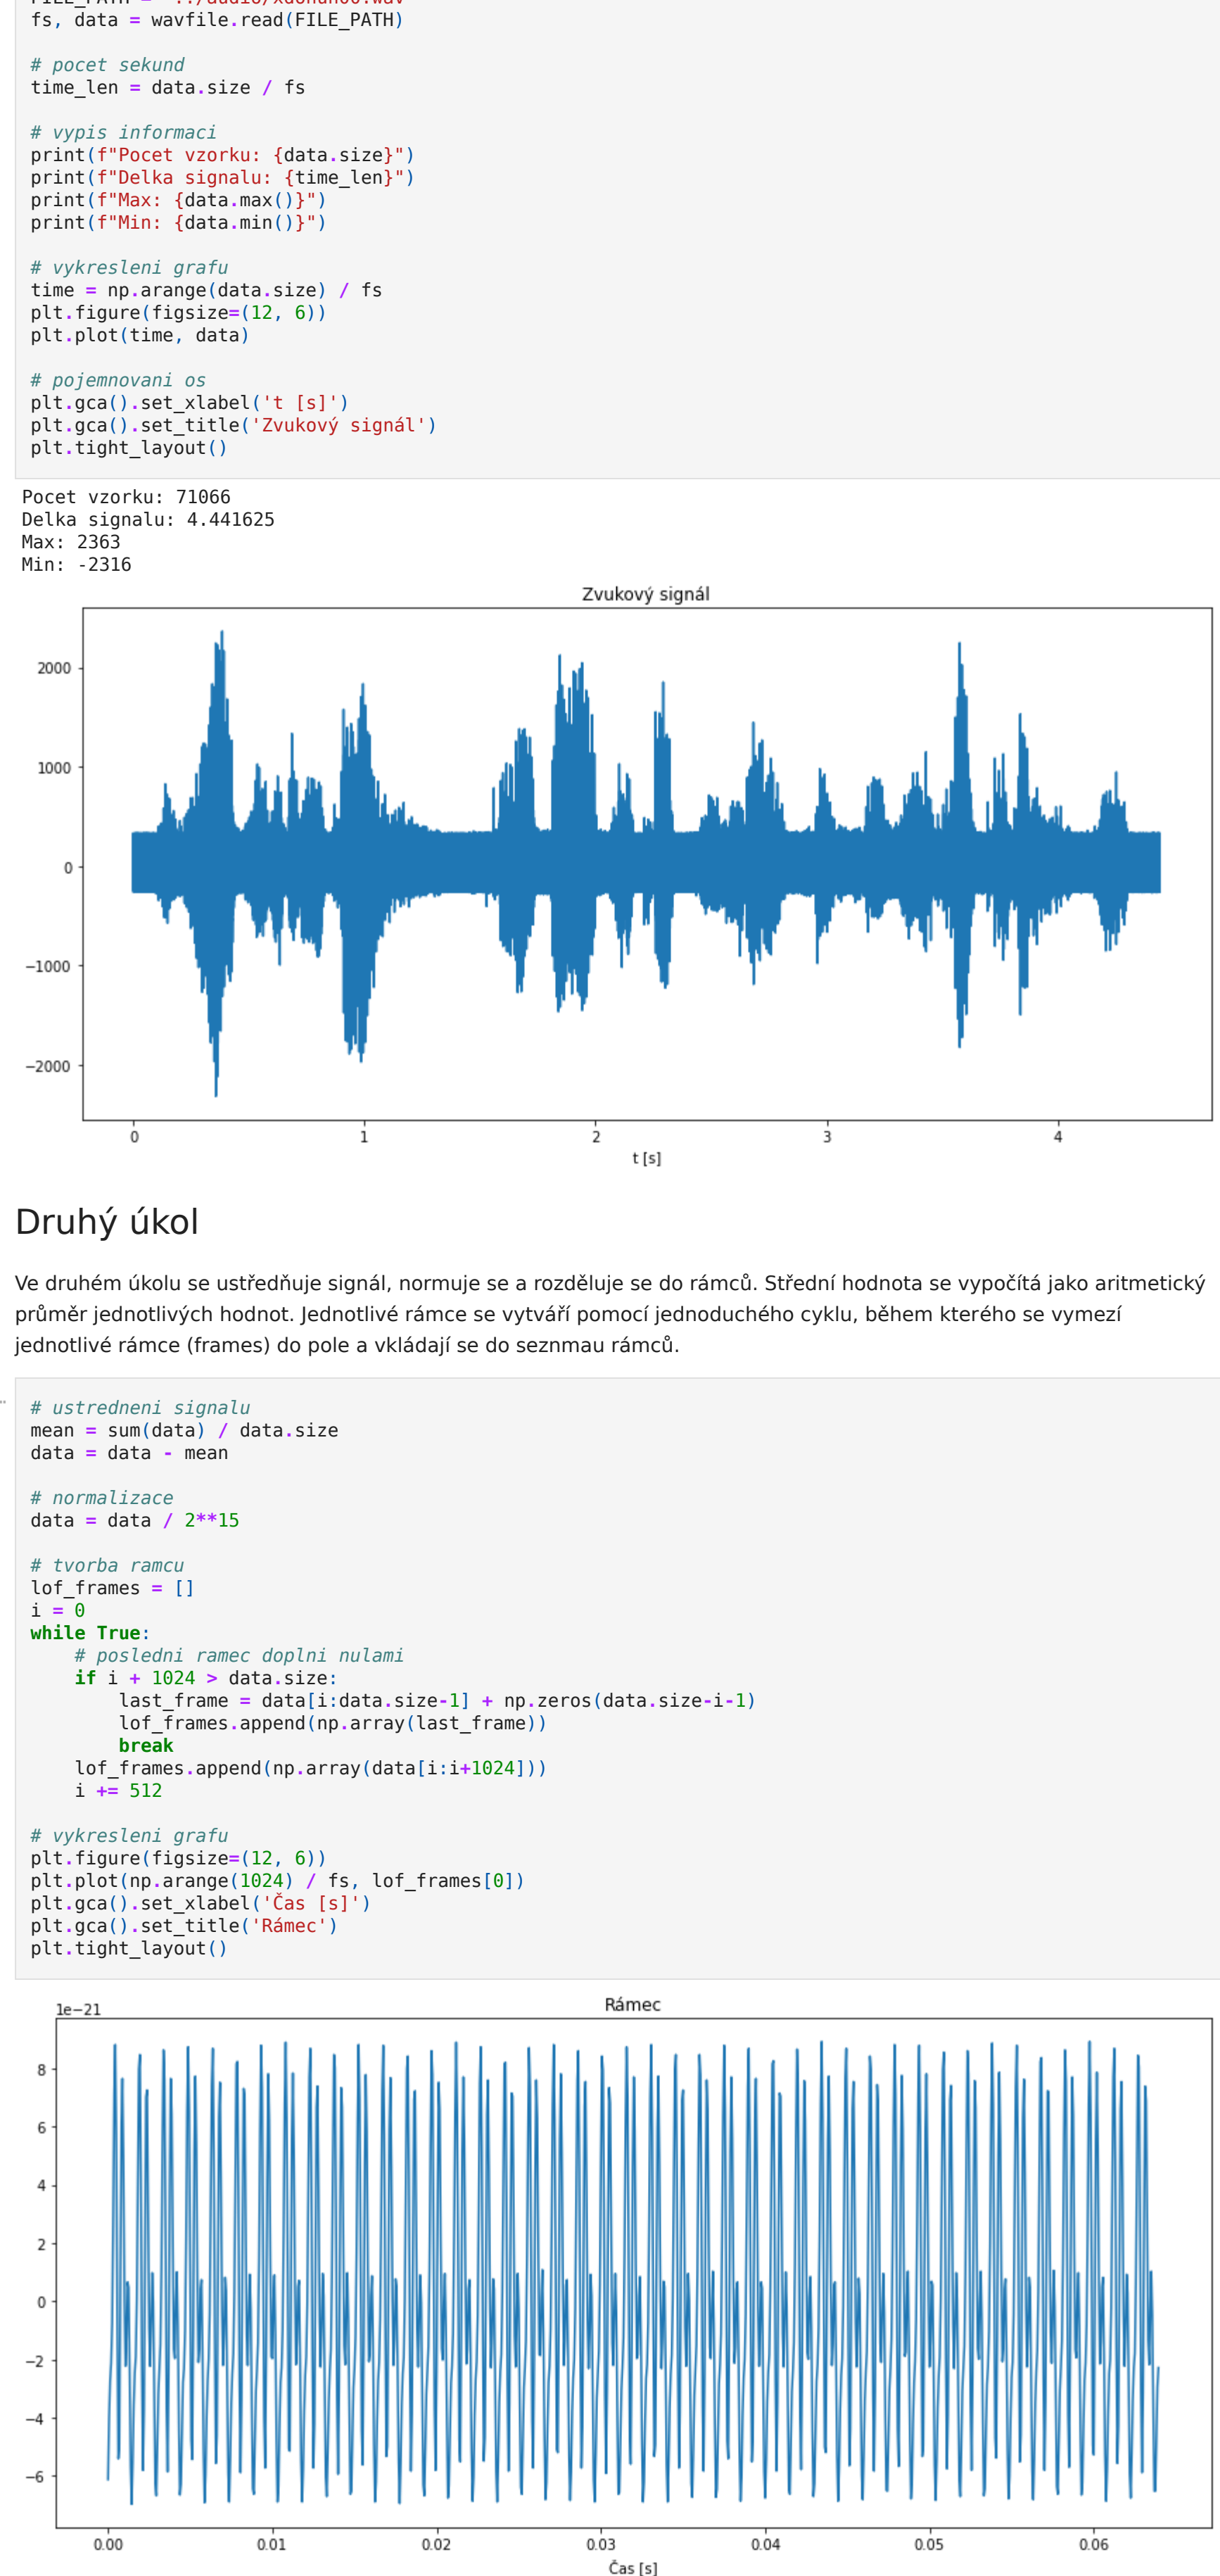 fs, data = wavfile.read(FILE_PATH)
# pocet sekund
time_len = data.size / fs
# vypis informaci
print(f"Pocet vzorku: {data.size}")
print(f"Delka signalu: {time_len}")
print(f"Max: {data.max()}")
print(f"Min: {data.min()}")
# vykresleni grafu
time = np.arange(data.size) / fs
plt.figure(figsize=(12, 6))
plt.plot(time, data)
# pojemnovani os
plt.gca().set_xlabel('t [s]')
plt.gca().set_title('Zvukový signál')
plt.tight_layout()
Pocet vzorku: 71066
Delka signalu: 4.441625
Max: 2363
Min: -2316
Zvukový signál
2000
1000
0
−1000
−2000
0 1 2 3 4
t [s]
Druhý úkol
Ve druhém úkolu se ustředňuje signál, normuje se a rozděluje se do rámců. Střední hodnota se vypočítá jako aritmetický
průměr jednotlivých hodnot. Jednotlivé rámce se vytváří pomocí jednoduchého cyklu, během kterého se vymezí
jednotlivé rámce (frames) do pole a vkládají se do seznmau rámců.
# ustredneni signalu
mean = sum(data) / data.size
data = data - mean
# normalizace
data = data / 2**15
# tvorba ramcu
lof_frames = []
i = 0
while True:
    # posledni ramec doplni nulami
    if i + 1024 > data.size:
        last_frame = data[i:data.size-1] + np.zeros(data.size-i-1)
        lof_frames.append(np.array(last_frame))
        break
    lof_frames.append(np.array(data[i:i+1024]))
    i += 512
# vykresleni grafu
plt.figure(figsize=(12, 6))
plt.plot(np.arange(1024) / fs, lof_frames[0])
plt.gca().set_xlabel('Čas [s]')
plt.gca().set_title('Rámec')
plt.tight_layout()
Rámec
1e−21
8
6
4
2
0
−2
−4
−6
0.00 0.01 0.02 0.03 0.04 0.05 0.06
Čas [s]